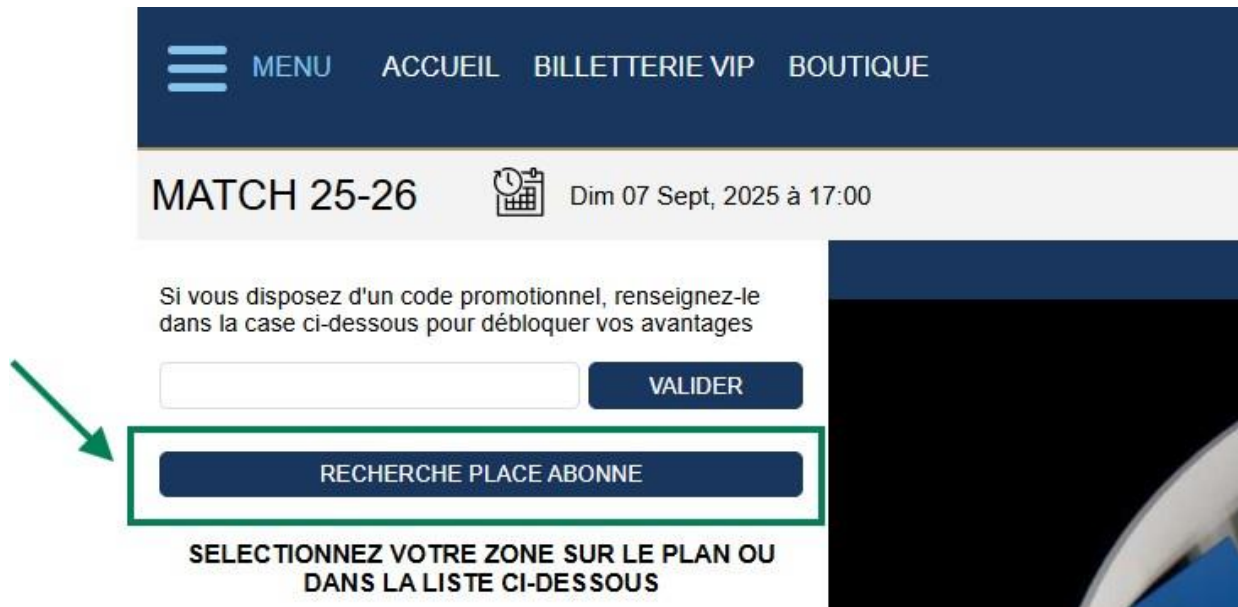 MENU ACCUEIL BILLETTERIE VIP BOUTIQUE
MATCH 25-26 Dim 07 Sept, 2025 à 17:00
Si vous disposez d'un code promotionnel, renseignez-le
dans la case ci-dessous pour débloquer vos avantages
VALIDER
RECHERCHE PLACE ABONNE
SELECTIONNEZ VOTRE ZONE SUR LE PLAN OU
DANS LA LISTE CI-DESSOUS